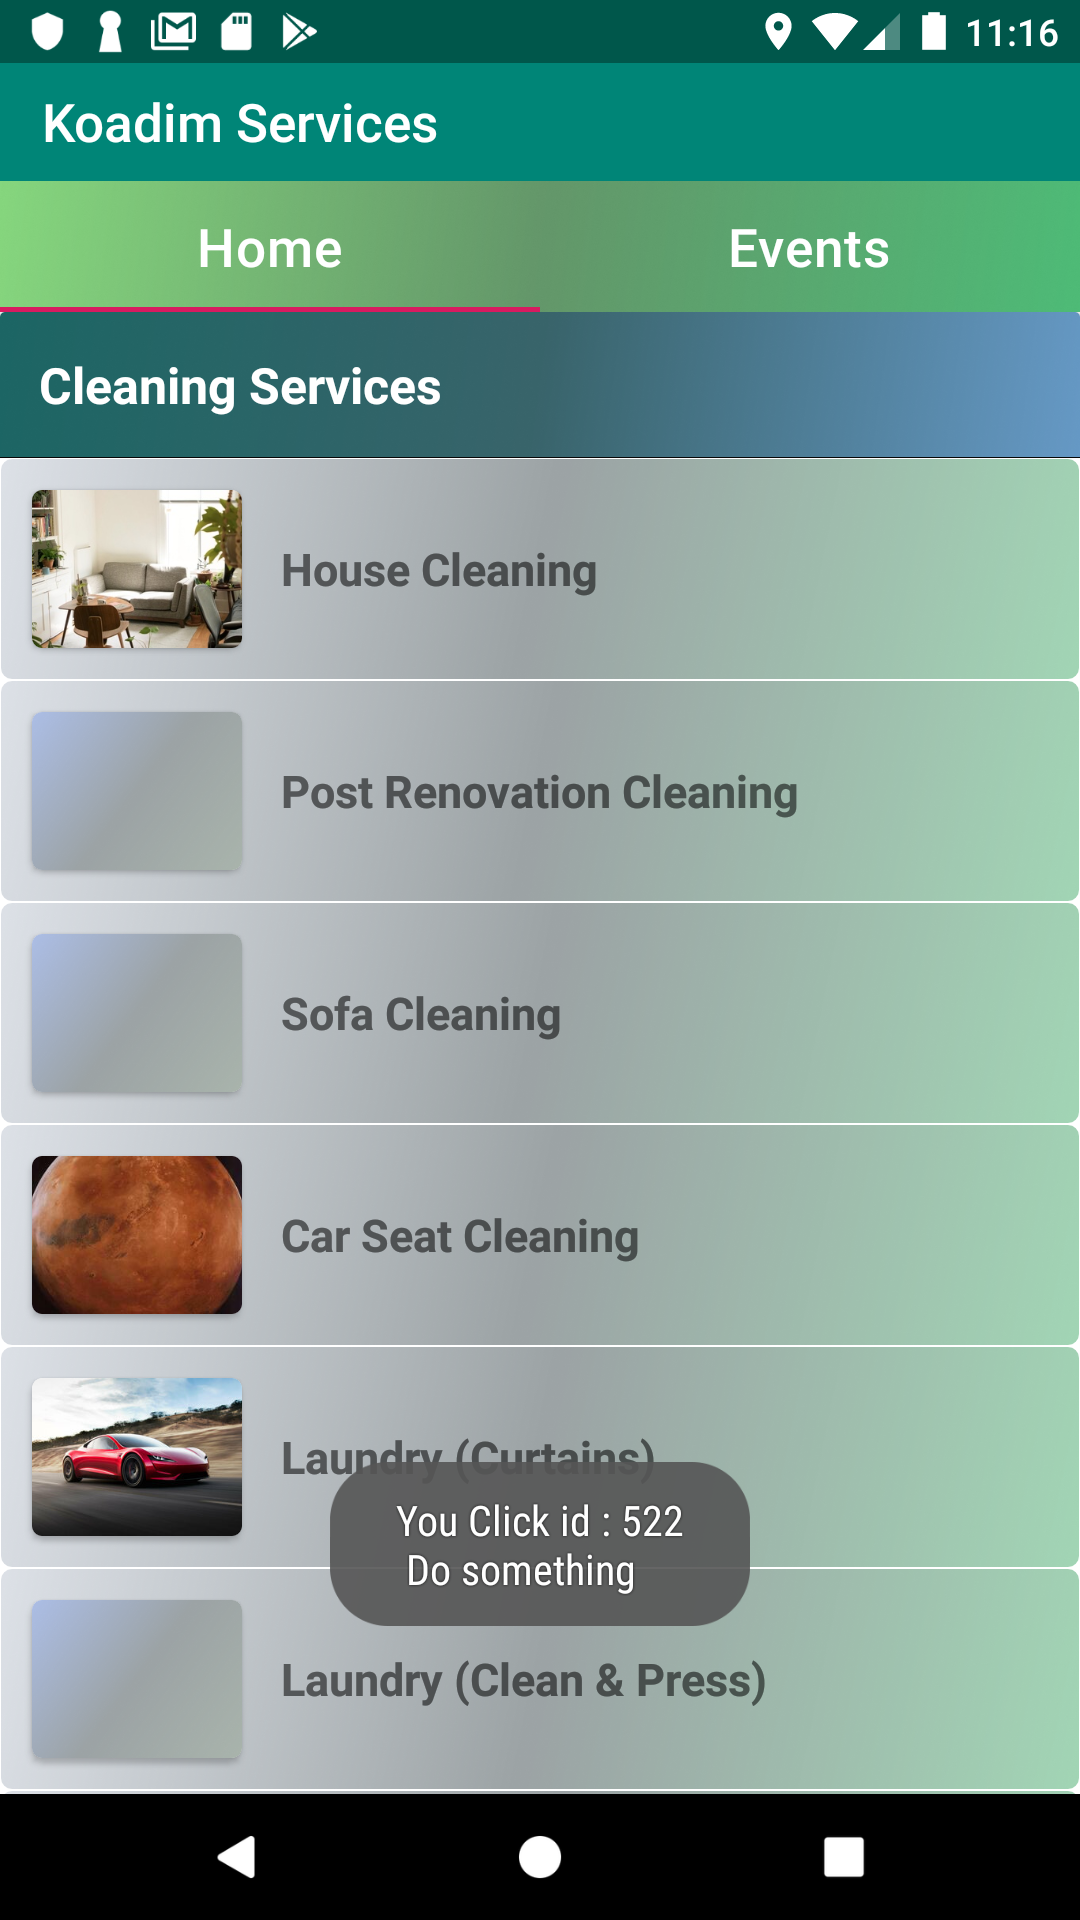 11:16
Koadim Services
Home
Events
Cleaning Services
House Cleaning
Post Renovation Cleaning
Sofa Cleaning
Car Seat Cleaning
Laundry (Curtains)
You Click id : 522
Do something
Laundry (Clean & Press)